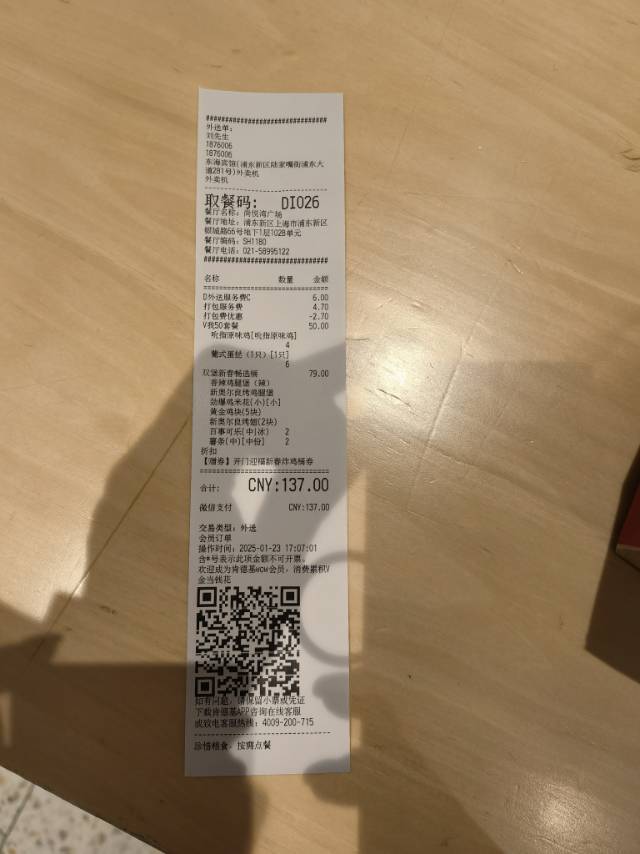 ################################
外送单:
刘先生
1876006
1876006
东海宾馆(浦东新区陆家嘴街浦东大
道281号)外卖机
外卖机
取餐码: DI026
餐厅名称: 尚悦湾广场
餐厅地址: 浦东新区上海市浦东新区
银城路66号地下1层102B单元
餐厅编码: SH1180
餐厅电话: 021-58995122
################################
名称 数量 金额
================================
D外送服务费C 6.00
打包服务费 4.70
打包费优惠 -2.70
V我50套餐 50.00
吮指原味鸡[吮指原味鸡]
4
葡式蛋挞(1只)[1只]
6
双堡新春畅选桶 79.00
香辣鸡腿堡(辣)
新奥尔良烤鸡腿堡
劲爆鸡米花(小)[小]
黄金鸡块(5块)
新奥尔良烤翅(2块)
百事可乐(中)冰) 2
薯条(中)[中份] 2
折扣
【赠券】开门迎福新春炸鸡桶券
================================
合计: CNY:137.00
微信支付 CNY:137.00
交易类型: 外送
会员订单
操作时间: 2025-01-23 17:07:01
含*号表示此项金额不可开票。
欢迎成为肯德基WOW会员, 消费累积V
金当钱花
如有问题, 请保留小票或凭证
下载肯德基APP咨询在线客服
或致电客服热线: 4009-200-715
珍惜粮食, 按需点餐